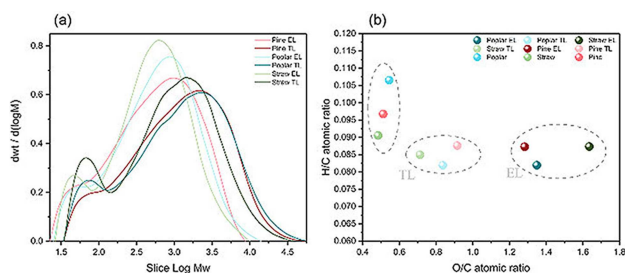 (a)
Pine EL
Pine TL
Poplar EL
Poplar TL
Straw EL
Straw TL
dwt / d(logM)
0.8
0.6
0.4
0.2
0.0
1.5 2.0 2.5 3.0 3.5 4.0 4.5
Slice Log Mw
(b)
Poplar EL Poplar TL Straw EL
Straw TL Pine EL Pine TL
Poplar Straw Pine
H/C atomic ratio
0.120
0.115
0.110
0.105
0.100
0.095
0.090
0.085
0.080
0.075
0.070
0.065
0.060
TL
EL
0.4 0.6 0.8 1.0 1.2 1.4 1.6 1.8
O/C atomic ratio